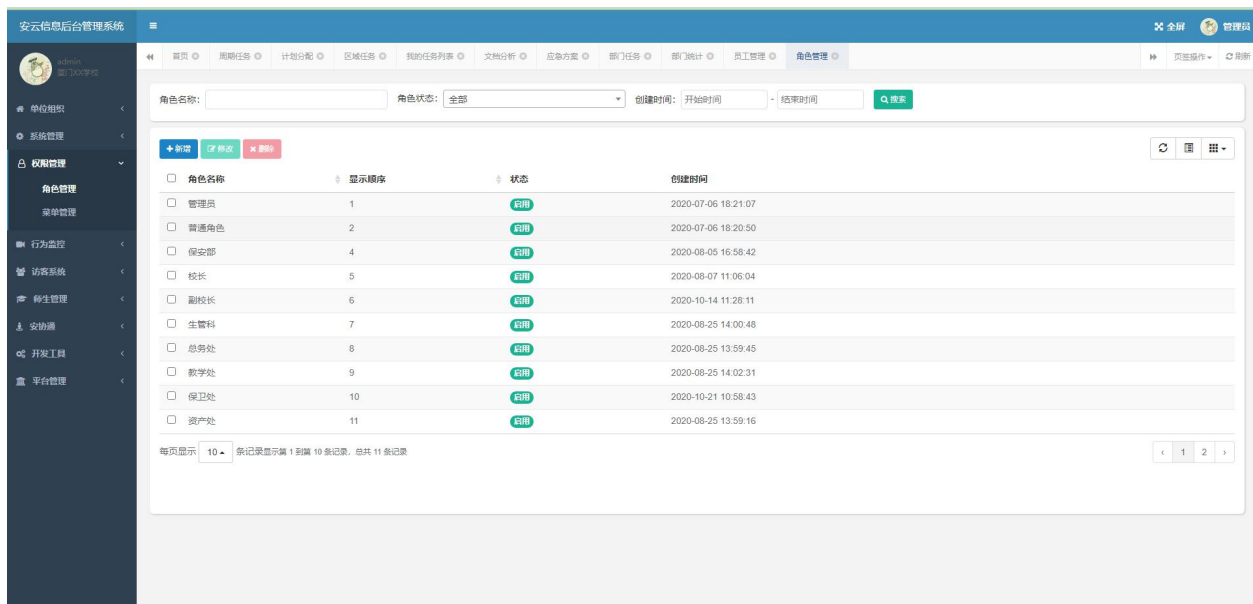 安云信息后台管理系统
全屏 管理员
admin
厦门XX学校
首页 周期任务 计划分配 区域任务 我的任务列表 文档分析 应急方案 部门任务 部门统计 员工管理 角色管理 页签操作 刷新
单位组织
系统管理
权限管理
角色管理
菜单管理
行为监控
访客系统
师生管理
安协通
开发工具
平台管理
角色名称： 角色状态： 全部 创建时间： 开始时间 - 结束时间 搜索
新增 修改 删除
角色名称 显示顺序 状态 创建时间
管理员 1 启用 2020-07-06 18:21:07
普通角色 2 启用 2020-07-06 18:20:50
保安部 4 启用 2020-08-05 16:58:42
校长 5 启用 2020-08-07 11:06:04
副校长 6 启用 2020-10-14 11:28:11
生管科 7 启用 2020-08-25 14:00:48
总务处 8 启用 2020-08-25 13:59:45
教学处 9 启用 2020-08-25 14:02:31
保卫处 10 启用 2020-10-21 10:58:43
资产处 11 启用 2020-08-25 13:59:16
每页显示 10 条记录显示第 1 到第 10 条记录，总共 11 条记录
‹ 1 2 ›